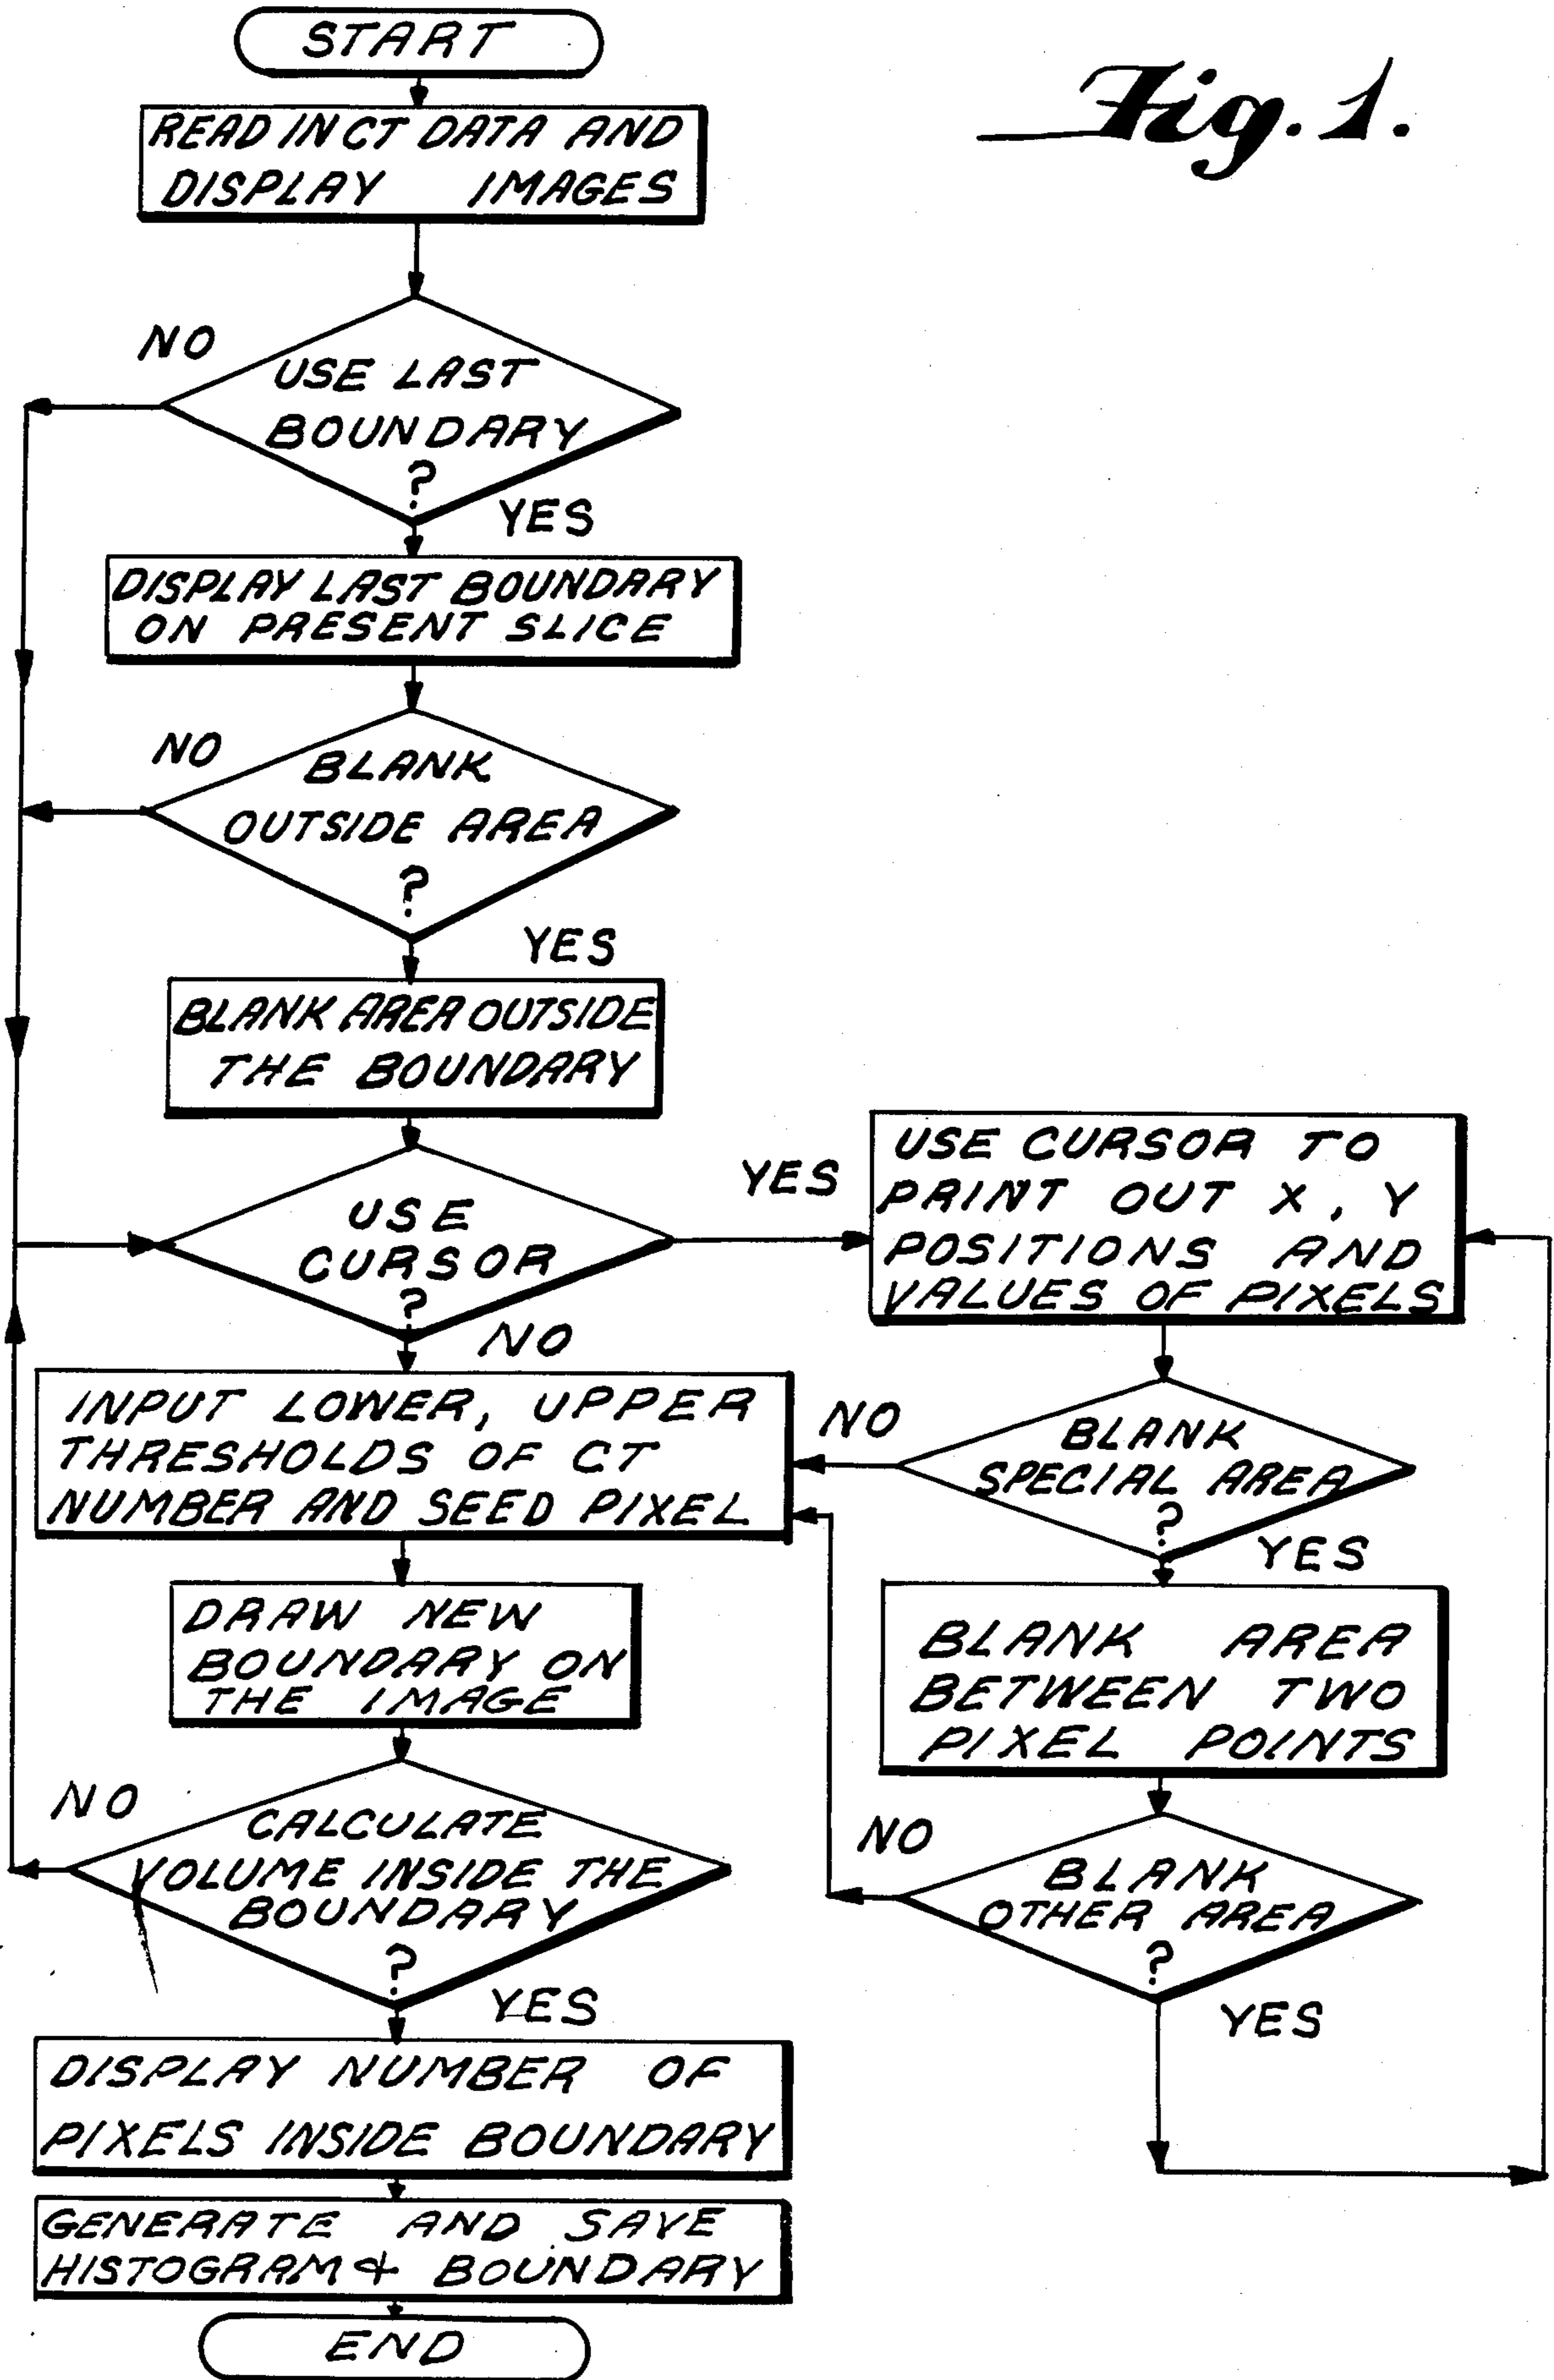 START
Fig. 1.
READ IN CT DATA AND
DISPLAY IMAGES
NO
USE LAST
BOUNDARY
?
YES
DISPLAY LAST BOUNDARY
ON PRESENT SLICE
NO
BLANK
OUTSIDE AREA
?
YES
BLANK AREA OUTSIDE
THE BOUNDARY
USE
CURSOR
?
YES
NO
USE CURSOR TO
PRINT OUT X, Y
POSITIONS AND
VALUES OF PIXELS
INPUT LOWER, UPPER
THRESHOLDS OF CT
NUMBER AND SEED PIXEL
NO
BLANK
SPECIAL AREA
?
YES
DRAW NEW
BOUNDARY ON
THE IMAGE
BLANK AREA
BETWEEN TWO
PIXEL POINTS
NO
CALCULATE
VOLUME INSIDE THE
BOUNDARY
?
YES
NO
BLANK
OTHER AREA
?
YES
DISPLAY NUMBER OF
PIXELS INSIDE BOUNDARY
GENERATE AND SAVE
HISTOGRAM & BOUNDARY
END